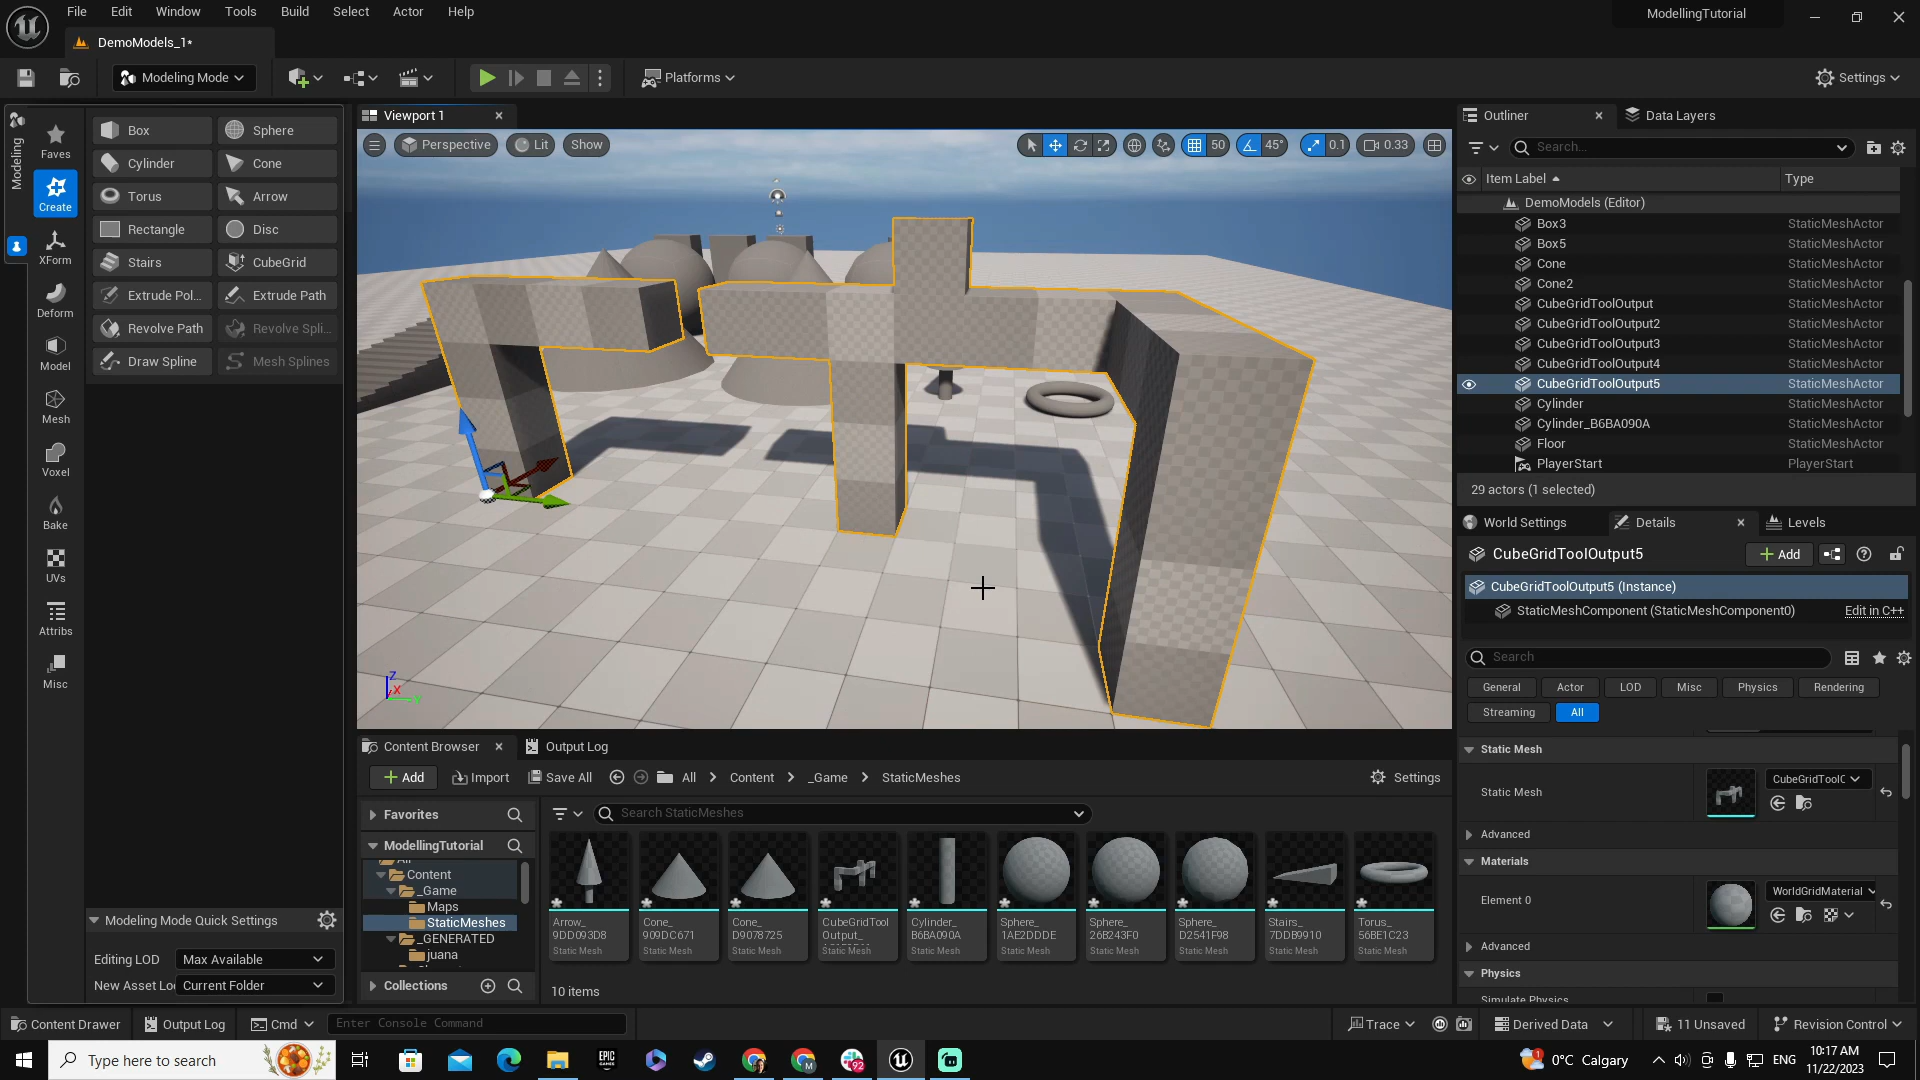 File Edit Window Tools Build Select Actor Help
ModellingTutorial
DemoModels_1*
Modeling Mode
Platforms
Settings
Modeling
Faves
Create
XForm
Deform
Model
Mesh
Voxel
Bake
UVs
Attribs
Misc
Box Sphere
Cylinder Cone
Torus Arrow
Rectangle Disc
Stairs CubeGrid
Extrude Pol... Extrude Path
Revolve Path Revolve Spli...
Draw Spline Mesh Splines
Modeling Mode Quick Settings
Editing LOD Max Available
New Asset Lo Current Folder
Viewport 1
Perspective Lit Show
50 45° 0.1 0.33
Z
X
Y
Outliner Data Layers
Search...
Item Label Type
DemoModels (Editor)
Box3 StaticMeshActor
Box5 StaticMeshActor
Cone StaticMeshActor
Cone2 StaticMeshActor
CubeGridToolOutput StaticMeshActor
CubeGridToolOutput2 StaticMeshActor
CubeGridToolOutput3 StaticMeshActor
CubeGridToolOutput4 StaticMeshActor
CubeGridToolOutput5 StaticMeshActor
Cylinder StaticMeshActor
Cylinder_B6BA090A StaticMeshActor
Floor StaticMeshActor
PlayerStart PlayerStart
29 actors (1 selected)
World Settings Details Levels
CubeGridToolOutput5 Add
CubeGridToolOutput5 (Instance)
StaticMeshComponent (StaticMeshComponent0) Edit in C++
Search
General Actor LOD Misc Physics Rendering
Streaming All
Static Mesh
Static Mesh CubeGridToolC
Advanced
Materials
Element 0 WorldGridMaterial
Advanced
Physics
Simulate Physics
Content Browser Output Log
Add Import Save All All Content _Game StaticMeshes Settings
Favorites
Search StaticMeshes
ModellingTutorial
All
Content
_Game
Maps
StaticMeshes
_GENERATED
juana
Collections
Arrow_
9DD093D8
Static Mesh
Cone_
909DC671
Static Mesh
Cone_
D9078725
Static Mesh
CubeGridTool
Output_
Static Mesh
Cylinder_
B6BA090A
Static Mesh
Sphere_
1AE2DDDE
Static Mesh
Sphere_
26B243F0
Static Mesh
Sphere_
D2541F98
Static Mesh
Stairs_
7DDB9910
Static Mesh
Torus_
56BE1C23
Static Mesh
10 items
Content Drawer Output Log Cmd Enter Console Command
Trace Derived Data 11 Unsaved Revision Control
Type here to search
EPIC GAMES
M
92
1
0°C Calgary
ENG
10:17 AM
11/22/2023